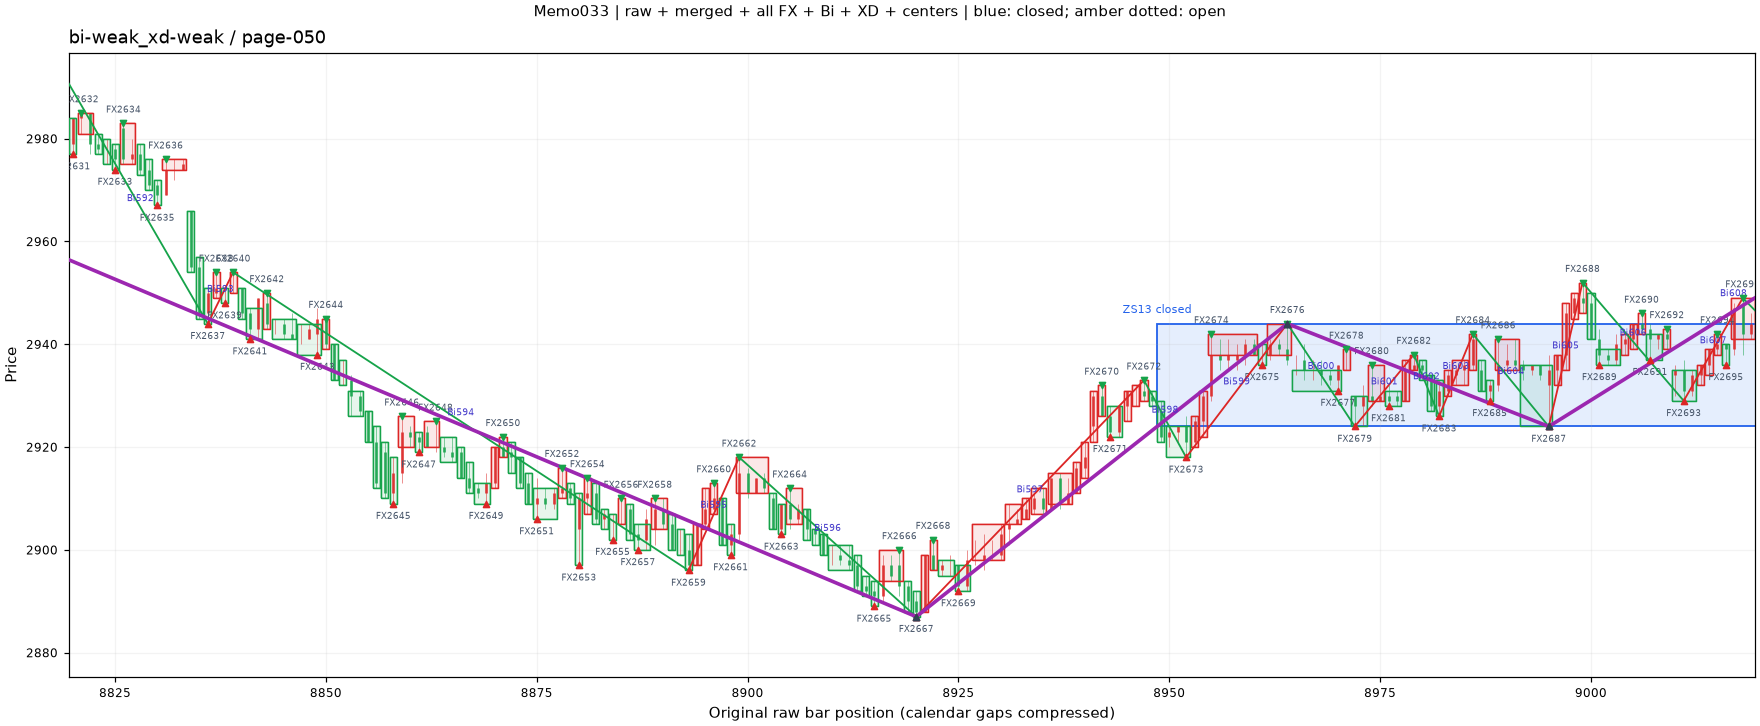 Memo033 | raw + merged + all FX + Bi + XD + centers | blue: closed; amber dotted: open
bi-weak_xd-weak / page-050
Price
2980
2960
2940
2920
2900
2880
8825
8850
8875
8900
8925
8950
8975
9000
Original raw bar position (calendar gaps compressed)
ZS13 closed
FX2634
FX2636
FX2633
Bi592
FX2635
FX2640
FX2642
FX2639
FX2637
FX2641
FX2644
FX2646
FX2648
Bi594
FX2647
FX2645
FX2650
FX2649
FX2652
FX2654
FX2651
FX2653
FX2656
FX2658
FX2655
FX2657
FX2659
FX2660
FX2662
FX2661
FX2664
FX2663
Bi596
FX2666
FX2665
FX2667
FX2668
FX2669
Bi597
FX2670
FX2671
FX2672
Bi598
FX2673
FX2674
Bi599
FX2675
FX2676
Bi600
FX2678
FX2680
FX2679
Bi601
FX2681
FX2682
FX2683
FX2684
FX2686
FX2685
Bi605
FX2687
FX2688
FX2689
FX2690
FX2692
FX2691
FX2693
Bi607
FX2695
Bi608